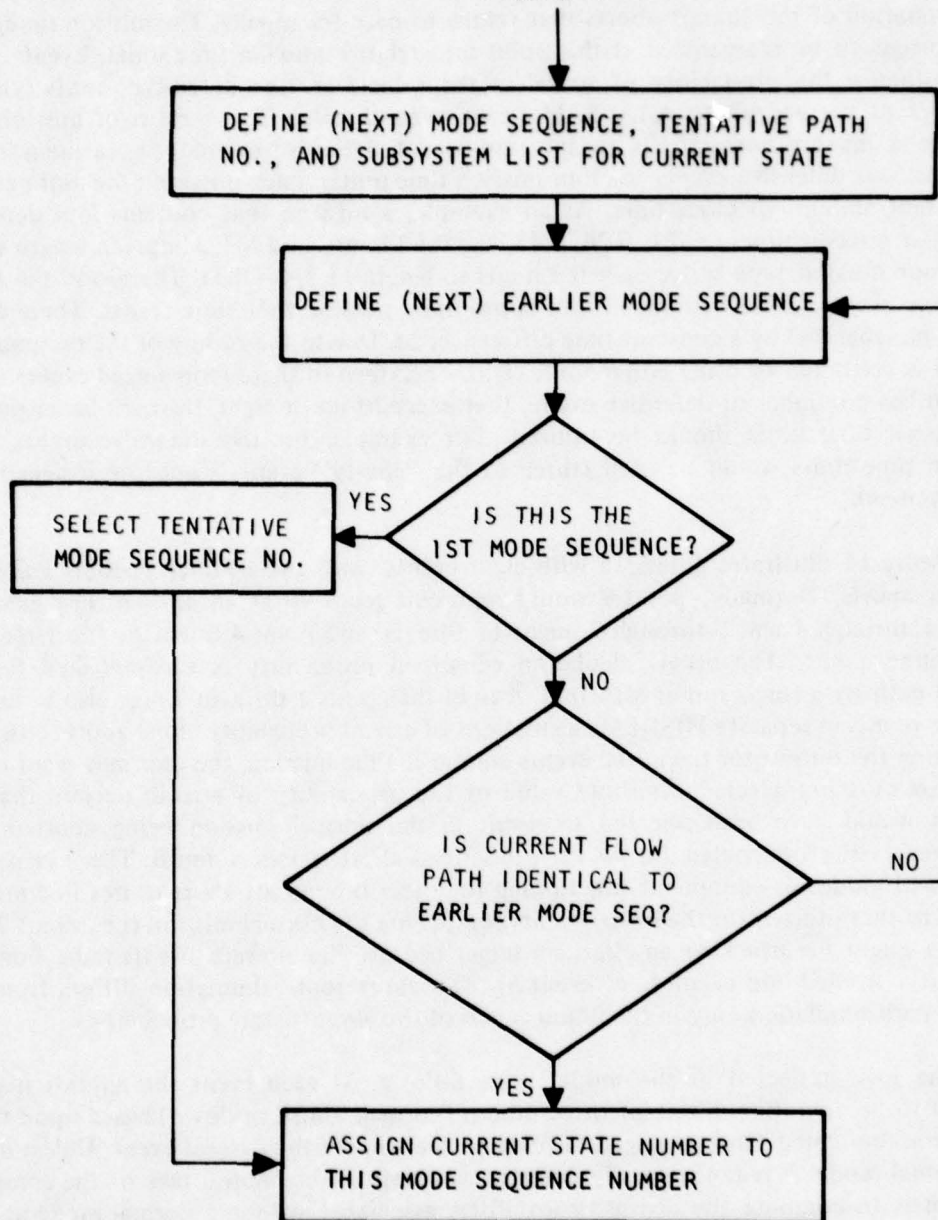 DEFINE (NEXT) MODE SEQUENCE, TENTATIVE PATH
NO., AND SUBSYSTEM LIST FOR CURRENT STATE
DEFINE (NEXT) EARLIER MODE SEQUENCE
IS THIS THE
1ST MODE SEQUENCE?
YES
SELECT TENTATIVE
MODE SEQUENCE NO.
NO
IS CURRENT FLOW
PATH IDENTICAL TO
EARLIER MODE SEQ?
NO
YES
ASSIGN CURRENT STATE NUMBER TO
THIS MODE SEQUENCE NUMBER